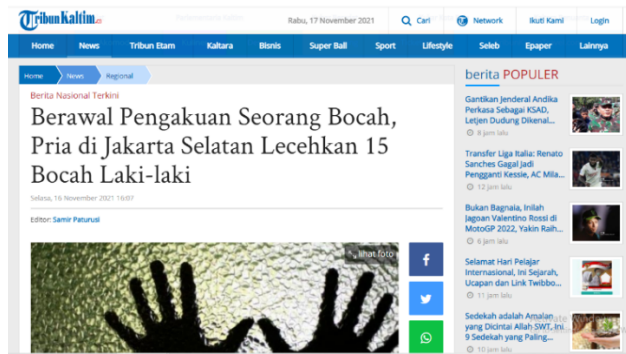 TribunKaltim.co
Rabu, 17 November 2021
Cari
Network
Ikuti Kami
Login
Home News Tribun Etam Kaltara Bisnis Super Ball Sport Lifestyle Seleb Epaper Lainnya
Home News Regional
Berita Nasional Terkini
Berawal Pengakuan Seorang Bocah,
Pria di Jakarta Selatan Lecehkan 15
Bocah Laki-laki
Selasa, 16 November 2021 16:07
Editor: Samir Paturusi
lihat foto
berita POPULER
Gantikan Jenderal Andika
Perkasa Sebagai KSAD,
Letjen Dudung Dikenal...
8 jam lalu
Transfer Liga Italia: Renato
Sanches Gagal Jadi
Pengganti Kessie, AC Mila...
12 jam lalu
Bukan Bagnaia, Inilah
Jagoan Valentino Rossi di
MotoGP 2022, Yakin Raih...
6 jam lalu
Selamat Hari Pelajar
Internasional, Ini Sejarah,
Ucapan dan Link Twibbo...
11 jam lalu
Sedekah adalah Amalan
yang Dicintai Allah SWT, Ini
9 Sedekah yang Paling...
10 jam lalu